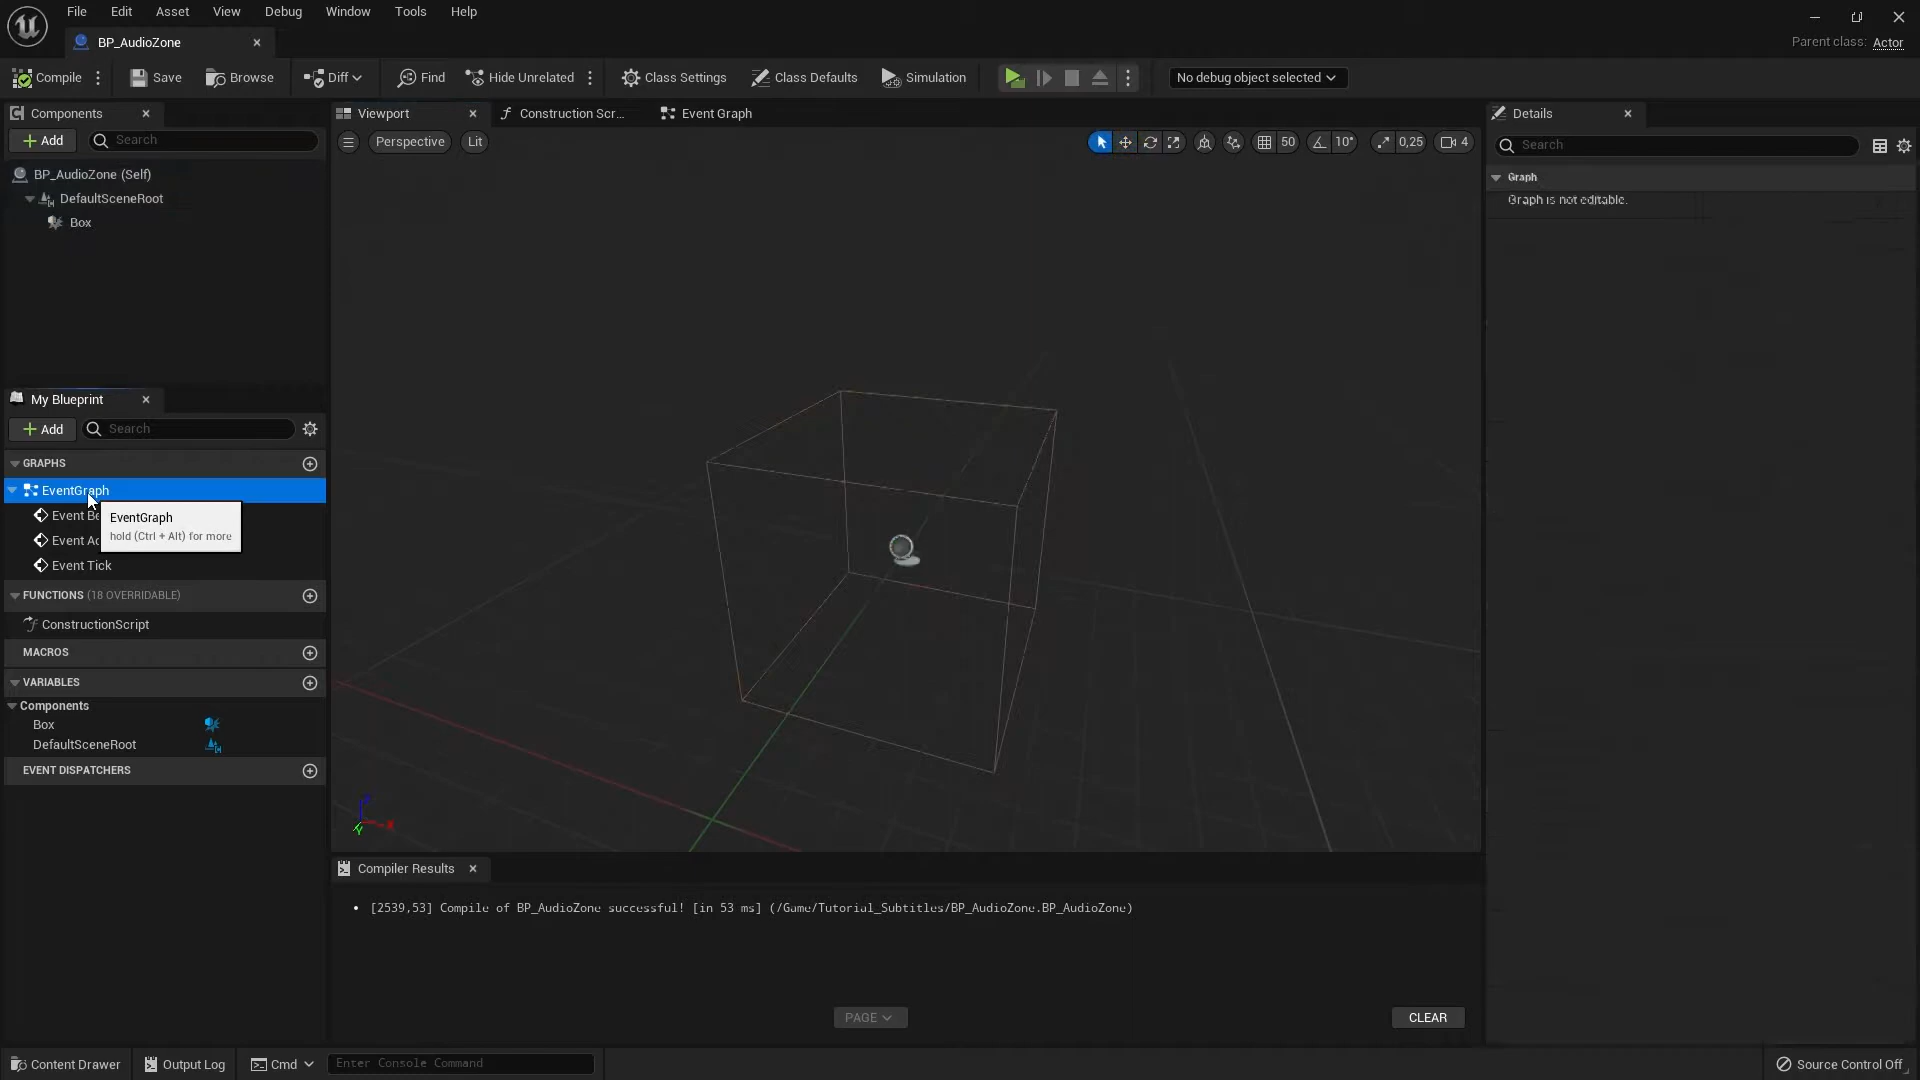 File Edit Asset View Debug Window Tools Help
BP_AudioZone
Parent class: Actor
Compile Save Browse Diff Find Hide Unrelated Class Settings Class Defaults Simulation No debug object selected
Components
Add Search
BP_AudioZone (Self)
DefaultSceneRoot
Box
Viewport Construction Scr... Event Graph
Perspective Lit 50 10° 0,25 4
Details
Search
Graph
Graph is not editable.
My Blueprint
Add Search
GRAPHS
EventGraph
Event Be
Event Ac
Event Tick
EventGraph
hold (Ctrl + Alt) for more
FUNCTIONS (18 OVERRIDABLE)
ConstructionScript
MACROS
VARIABLES
Components
Box
DefaultSceneRoot
EVENT DISPATCHERS
Compiler Results
• [2539,53] Compile of BP_AudioZone successful! [in 53 ms] (/Game/Tutorial_Subtitles/BP_AudioZone.BP_AudioZone)
PAGE CLEAR
Content Drawer Output Log Cmd Enter Console Command Source Control Off